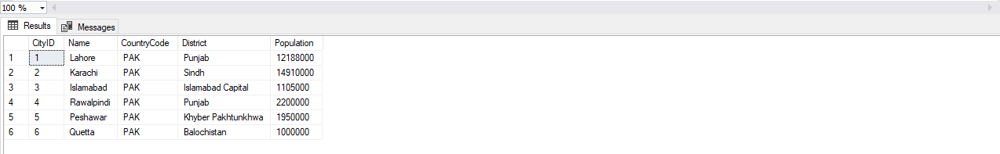 100 %
Results Messages
CityID Name CountryCode District Population
1 1 Lahore PAK Punjab 12188000
2 2 Karachi PAK Sindh 14910000
3 3 Islamabad PAK Islamabad Capital 1105000
4 4 Rawalpindi PAK Punjab 2200000
5 5 Peshawar PAK Khyber Pakhtunkhwa 1950000
6 6 Quetta PAK Balochistan 1000000